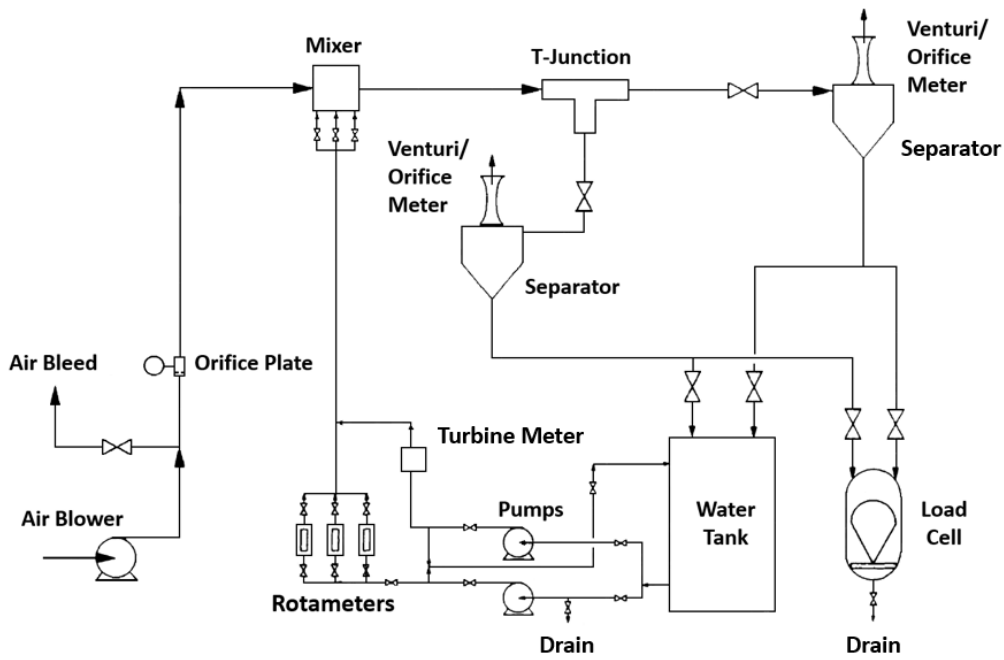 Mixer
T-Junction
Venturi/
Orifice
Meter
Separator
Venturi/
Orifice
Meter
Separator
Air Bleed
Orifice Plate
Turbine Meter
Air Blower
Pumps
Water
Tank
Load
Cell
Rotameters
Drain
Drain